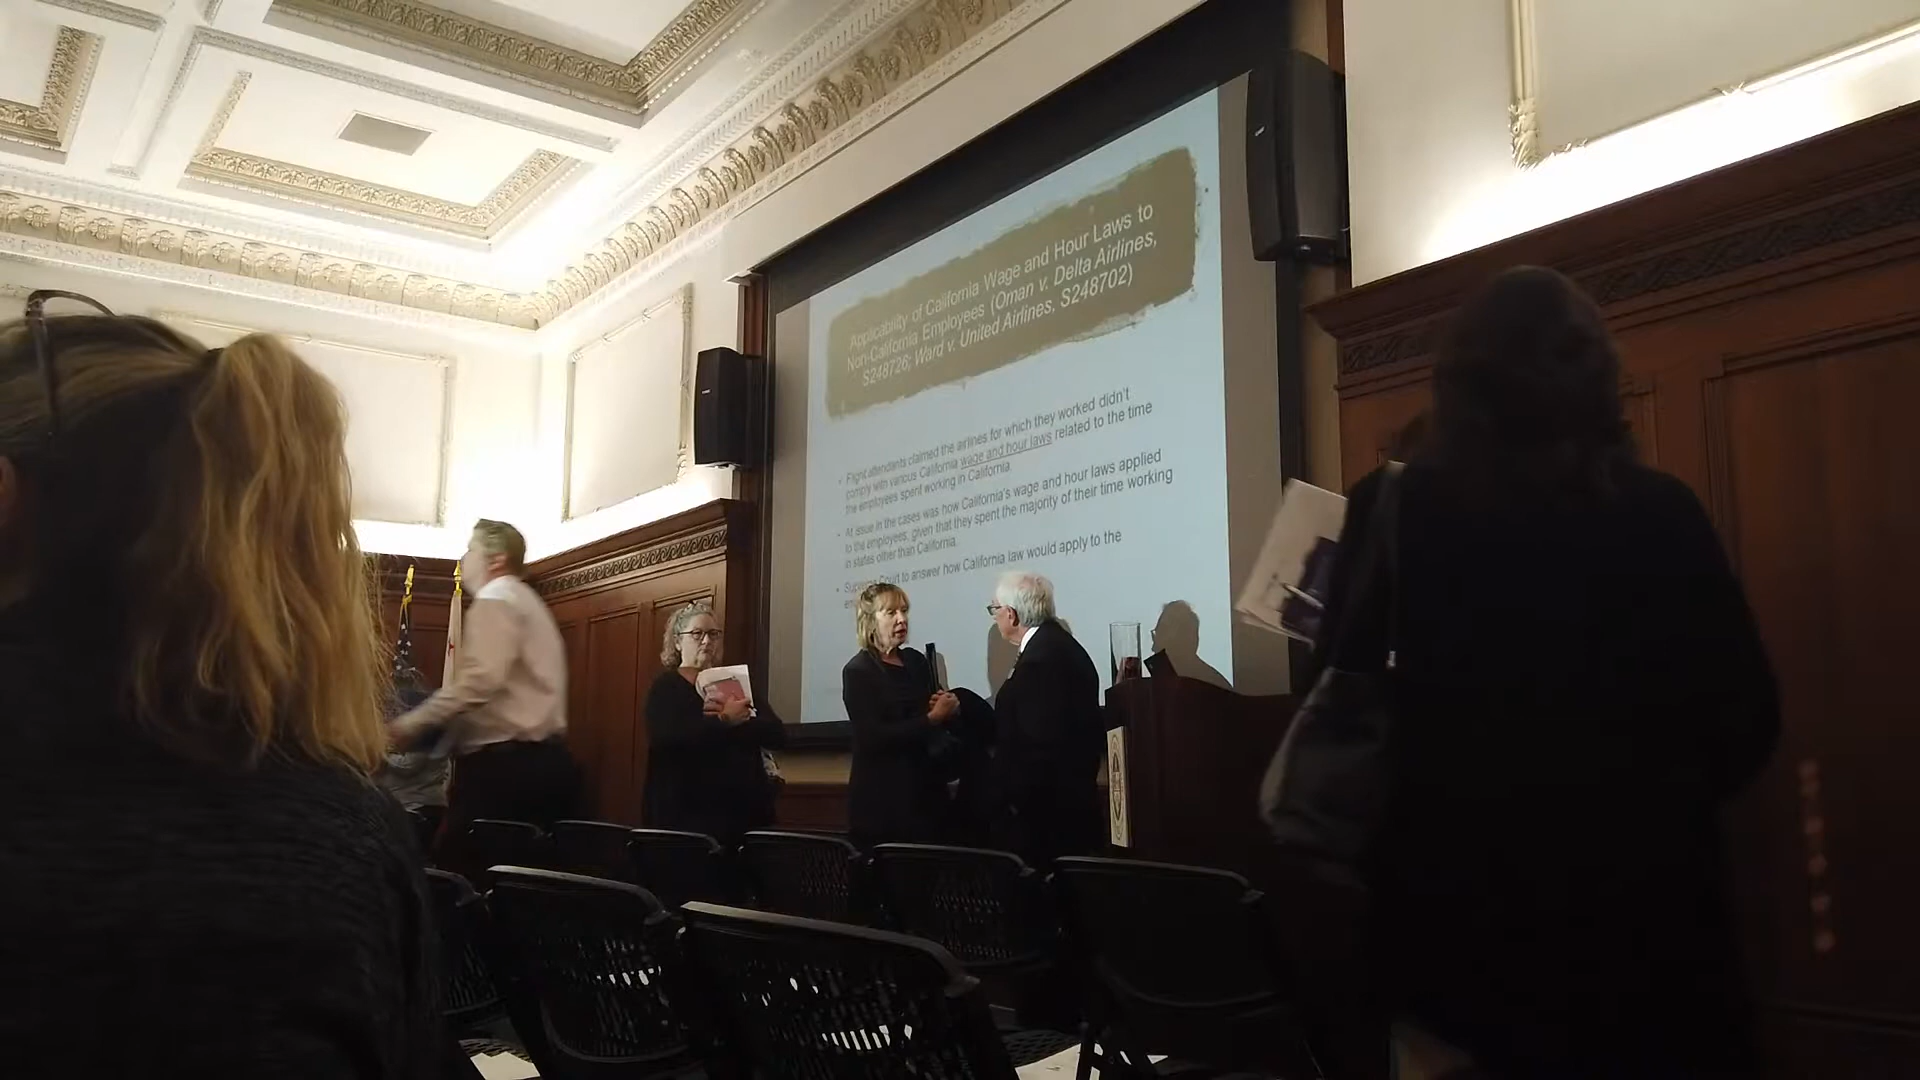 Applicability of California Wage and Hour Laws to
Non-California Employees (Oman v. Delta Airlines,
S248726; Ward v. United Airlines, S248702)
• Flight attendants claimed the airlines for which they worked didn't
comply with various California wage and hour laws related to the time
the employees spent working in California.
• At issue in the cases was how California's wage and hour laws applied
to the employees, given that they spent the majority of their time working
in states other than California.
• Supreme Court to answer how California law would apply to the